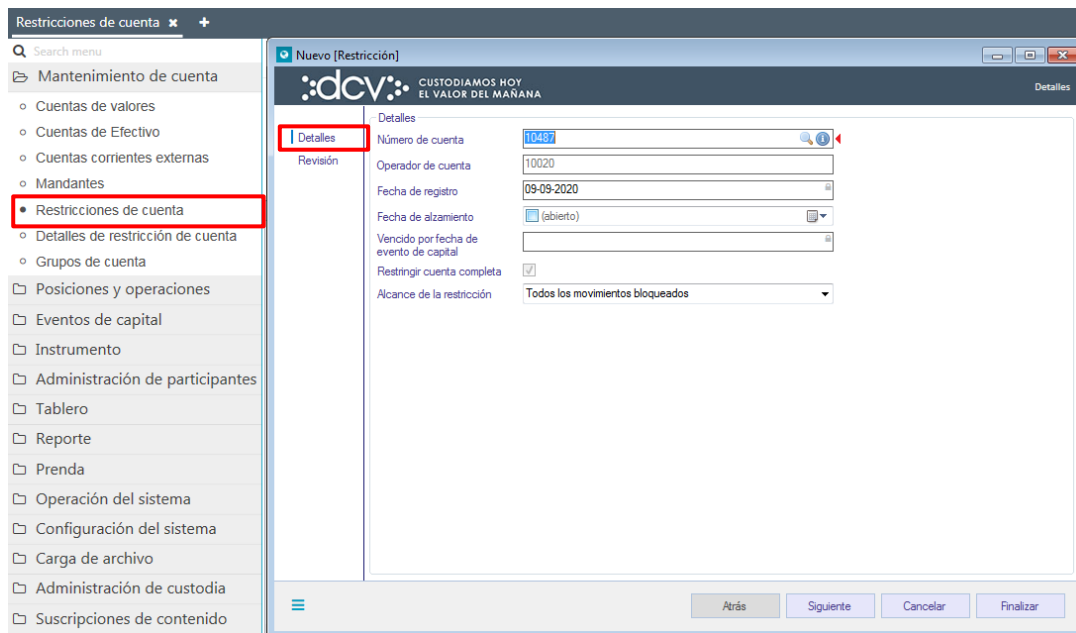 Restricciones de cuenta × +
Search menu
Mantenimiento de cuenta
Cuentas de valores
Cuentas de Efectivo
Cuentas corrientes externas
Mandantes
Restricciones de cuenta
Detalles de restricción de cuenta
Grupos de cuenta
Posiciones y operaciones
Eventos de capital
Instrumento
Administración de participantes
Tablero
Reporte
Prenda
Operación del sistema
Configuración del sistema
Carga de archivo
Administración de custodia
Suscripciones de contenido
Nuevo [Restricción]
dcv CUSTODIAMOS HOY
EL VALOR DEL MAÑANA
Detalles
Detalles
Revisión
Detalles
Número de cuenta 10487
Operador de cuenta 10020
Fecha de registro 09-09-2020
Fecha de alzamiento (abierto)
Vencido por fecha de
evento de capital
Restringir cuenta completa
Alcance de la restricción Todos los movimientos bloqueados
Atrás Siguiente Cancelar Finalizar